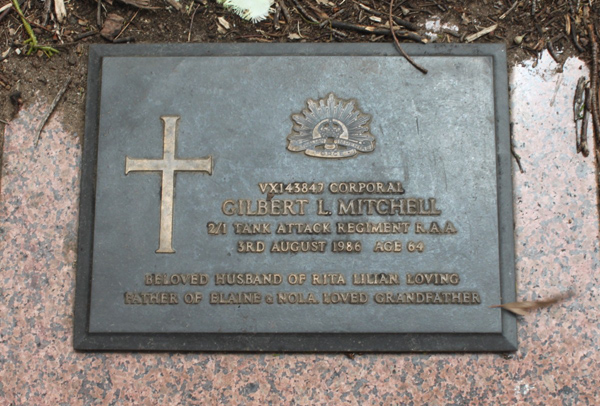 VX143847 CORPORAL
GILBERT L. MITCHELL
2/1 TANK ATTACK REGIMENT R.A.A.
3RD AUGUST 1986 AGE 64
BELOVED HUSBAND OF RITA LILIAN LOVING
FATHER OF ELAINE & NOLA. LOVED GRANDFATHER